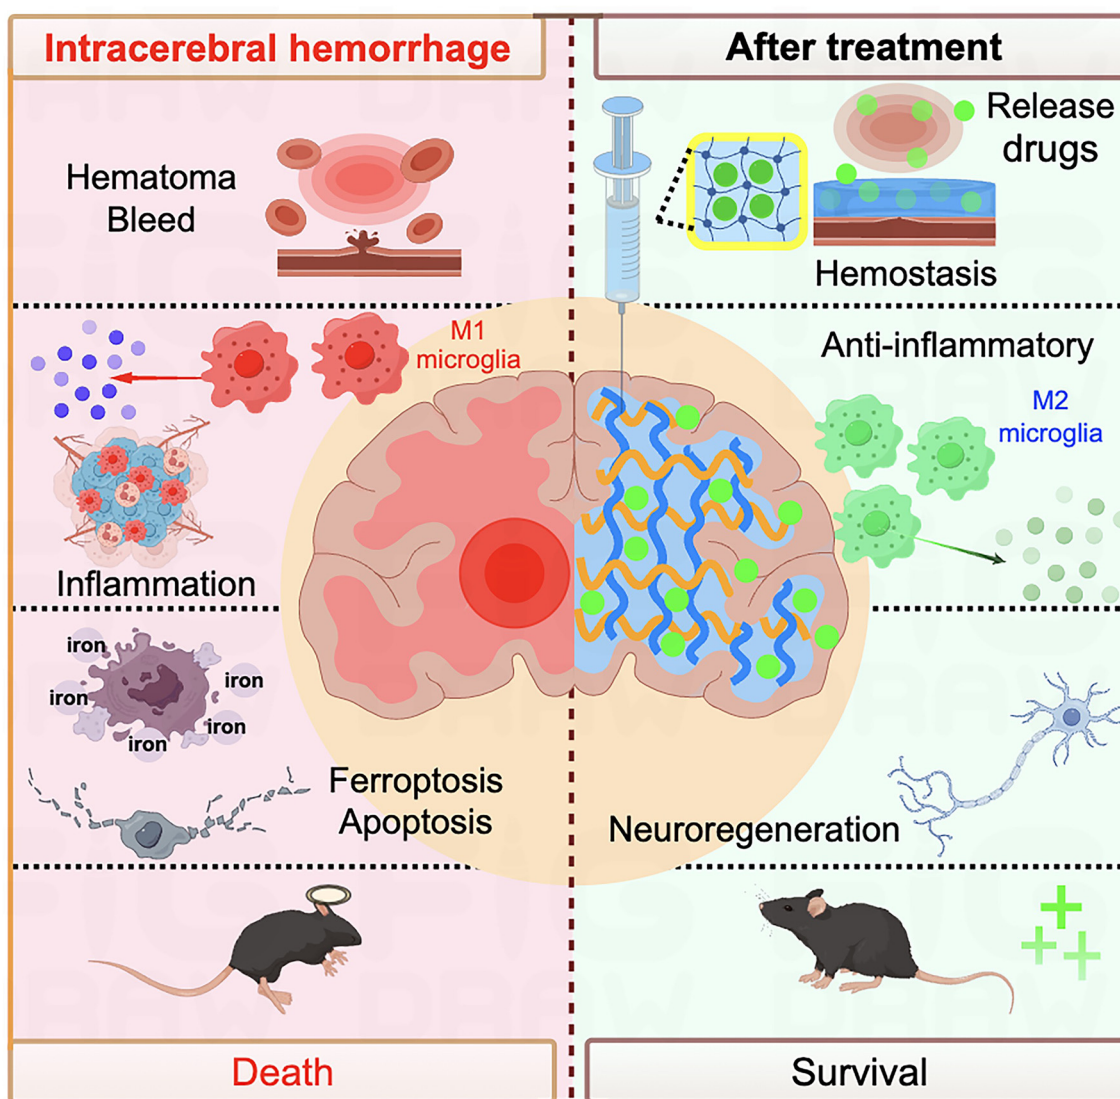 Intracerebral hemorrhage
After treatment
Hematoma
Bleed
Release
drugs
Hemostasis
M1
microglia
Inflammation
Anti-inflammatory
M2
microglia
iron
iron
iron
iron
iron
Ferroptosis
Apoptosis
Neuroregeneration
Death
Survival